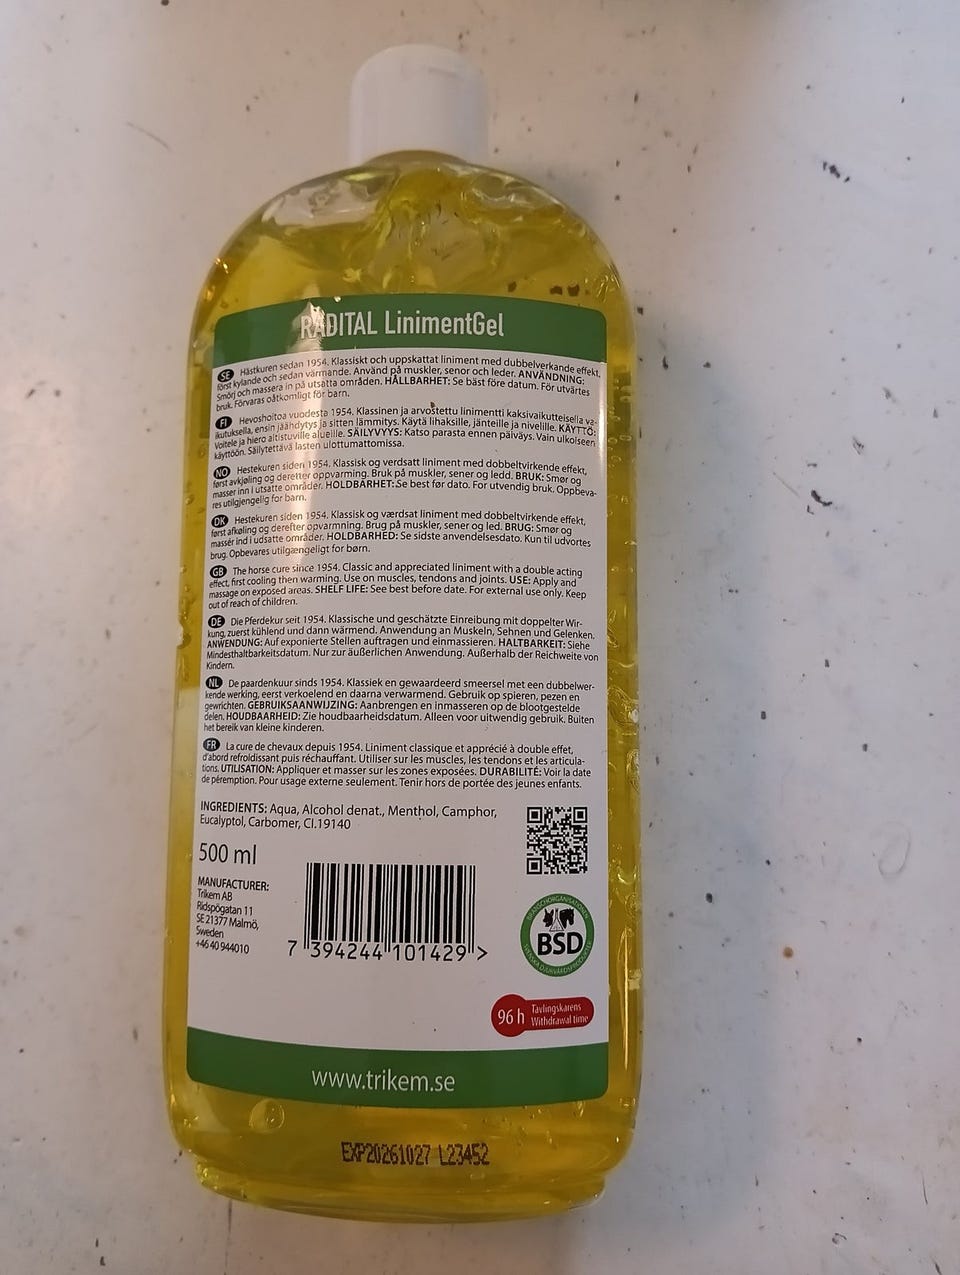 RÄDITAL LinimentGel
SE Hästkuren sedan 1954. Klassiskt och uppskattat liniment med dubbelverkande effekt,
först kylande och sedan värmande. Använd på muskler, senor och leder. ANVÄNDNING:
Smörj och massera in på utsatta områden. HÅLLBARHET: Se bäst före datum. För utvärtes
bruk. Förvaras oåtkomligt för barn.
FI Hevoshoitoa vuodesta 1954. Klassinen ja arvostettu linimentti kaksivaikutteisella va-
ikutuksella, ensin jäähdytys ja sitten lämmitys. Käytä lihaksille, jänteille ja nivelille. KÄYTTÖ:
Voitele ja hiero altistuville alueille. SÄILYVYYS: Katso parasta ennen päiväys. Vain ulkoiseen
käyttöön. Säilytettävä lasten ulottumattomissa.
NO Hestekuren siden 1954. Klassisk og verdsatt liniment med dobbeltvirkende effekt,
først avkjøling og deretter oppvarming. Bruk på muskler, sener og ledd. BRUK: Smør og
masser inn i utsatte områder. HOLDBARHET:Se best før dato. For utvendig bruk. Oppbeva-
res utilgjengelig for barn.
DK Hestekuren siden 1954. Klassisk og værdsat liniment med dobbeltvirkende effekt,
først afkøling og derefter opvarmning. Brug på muskler, sener og led. BRUG: Smør og
massér ind i udsatte områder. HOLDBARHED: Se sidste anvendelsesdato. Kun til udvortes
brug. Opbevares utilgængeligt for børn.
GB The horse cure since 1954. Classic and appreciated liniment with a double acting
effect, first cooling then warming. Use on muscles, tendons and joints. USE: Apply and
massage on exposed areas. SHELF LIFE: See best before date. For external use only. Keep
out of reach of children.
DE Die Pferdekur seit 1954. Klassische und geschätzte Einreibung mit doppelter Wir-
kung, zuerst kühlend und dann wärmend. Anwendung an Muskeln, Sehnen und Gelenken.
ANWENDUNG: Auf exponierte Stellen auftragen und einmassieren. HALTBARKEIT: Siehe
Mindesthaltbarkeitsdatum. Nur zur äußerlichen Anwendung. Außerhalb der Reichweite von
Kindern.
NL De paardenkuur sinds 1954. Klassiek en gewaardeerd smeersel met een dubbelwer-
kende werking, eerst verkoelend en daarna verwarmend. Gebruik op spieren, pezen en
gewrichten. GEBRUIKSAANWIJZING: Aanbrengen en inmasseren op de blootgestelde
delen. HOUDBAARHEID: Zie houdbaarheidsdatum. Alleen voor uitwendig gebruik. Buiten
het bereik van kleine kinderen.
FR La cure de chevaux depuis 1954. Liniment classique et apprécié à double effet,
d'abord refroidissant puis réchauffant. Utiliser sur les muscles, les tendons et les articula-
tions. UTILISATION: Appliquer et masser sur les zones exposées. DURABILITÉ: Voir la date
de péremption. Pour usage externe seulement. Tenir hors de portée des jeunes enfants.
INGREDIENTS: Aqua, Alcohol denat., Menthol, Camphor,
Eucalyptol, Carbomer, CI.19140
500 ml
MANUFACTURER:
Trikem AB
Ridspögatan 11
SE 21377 Malmö,
Sweden
+46 40 944010
7 394244 101429 >
BRANSCHORGANISATIONEN
BSD
SVENSKA DJURVÅRDSPRODUKTER
96 h
Tävlingskarens
Withdrawal time
www.trikem.se
EXP20261027 L23452